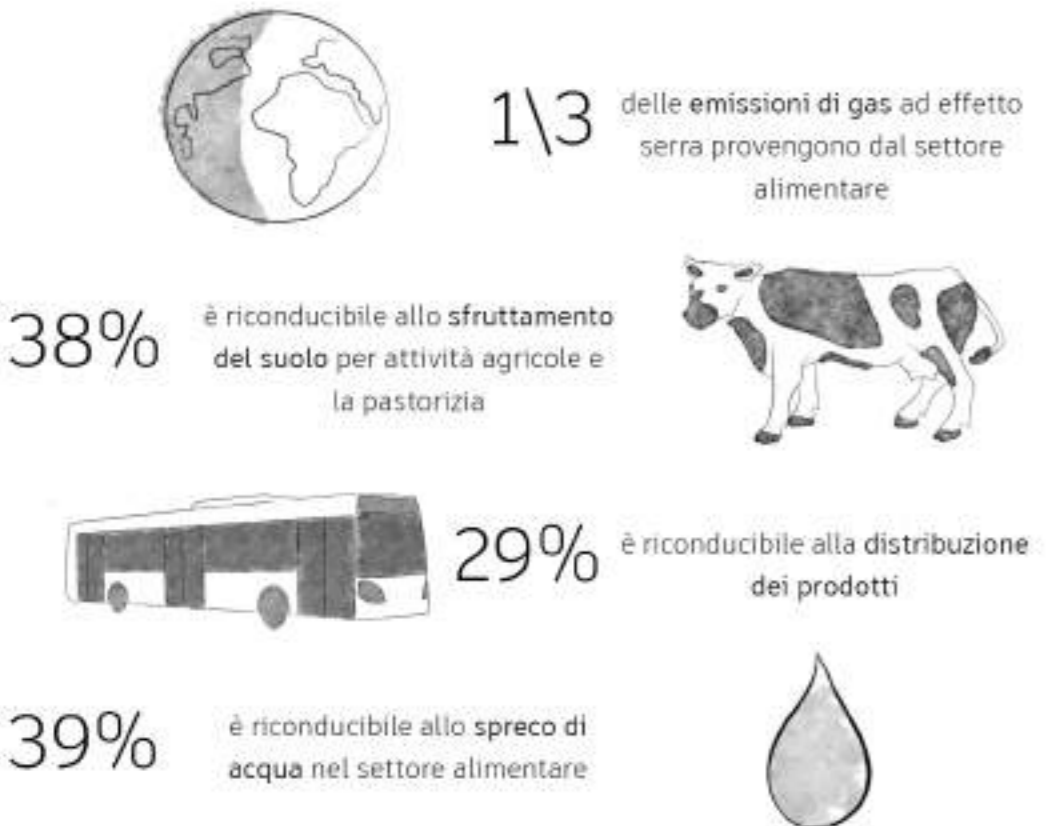 1\3
delle emissioni di gas ad effetto
serra provengono dal settore
alimentare
38%
è riconducibile allo sfruttamento
del suolo per attività agricole e
la pastorizia
29%
è riconducibile alla distribuzione
dei prodotti
39%
è riconducibile allo spreco di
acqua nel settore alimentare